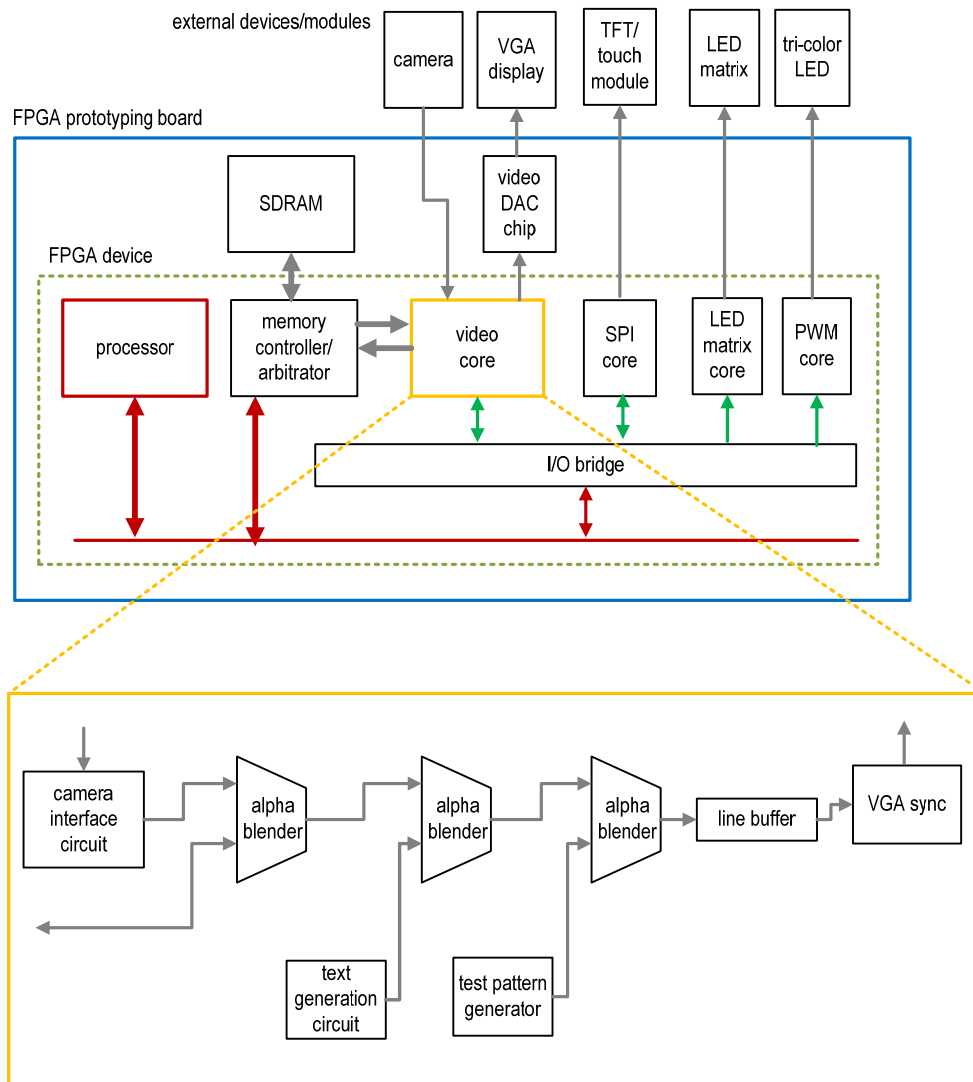 external devices/modules
camera
VGA
display
TFT/
touch
module
LED
matrix
tri-color
LED
FPGA prototyping board
SDRAM
video
DAC
chip
FPGA device
processor
memory
controller/
arbitrator
video
core
SPI
core
LED
matrix
core
PWM
core
I/O bridge
camera
interface
circuit
alpha
blender
alpha
blender
alpha
blender
line buffer
VGA sync
text
generation
circuit
test pattern
generator